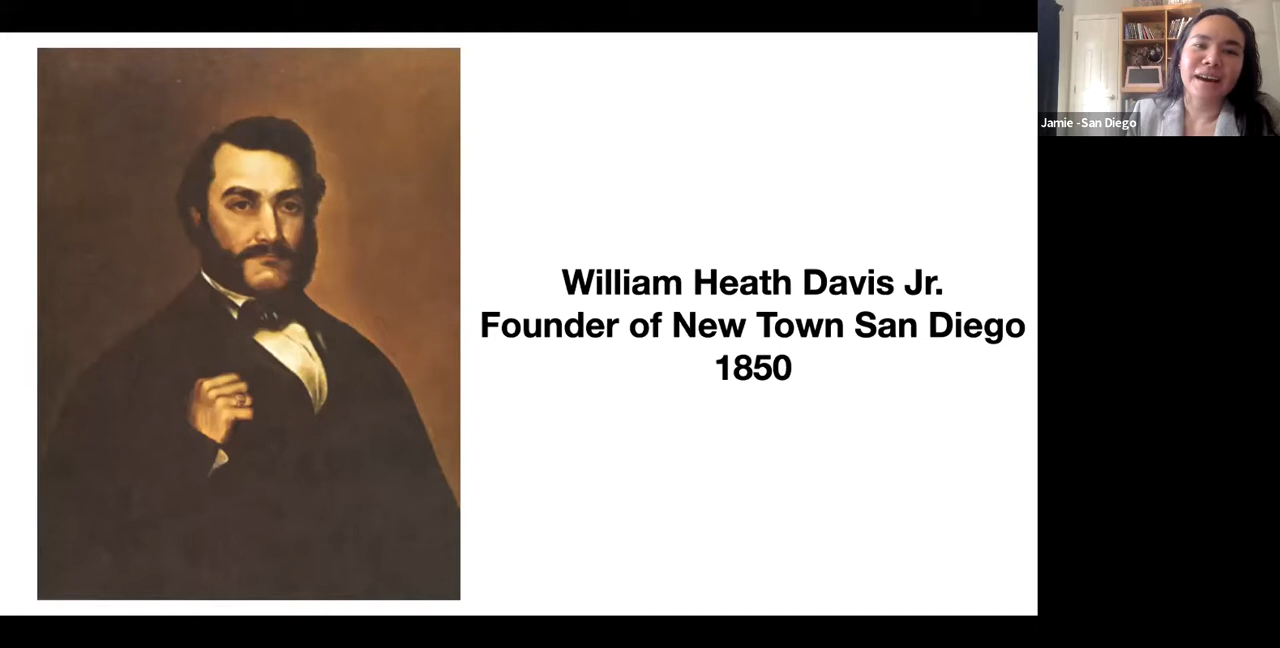 William Heath Davis Jr.
Founder of New Town San Diego
1850
Jamie -San Diego